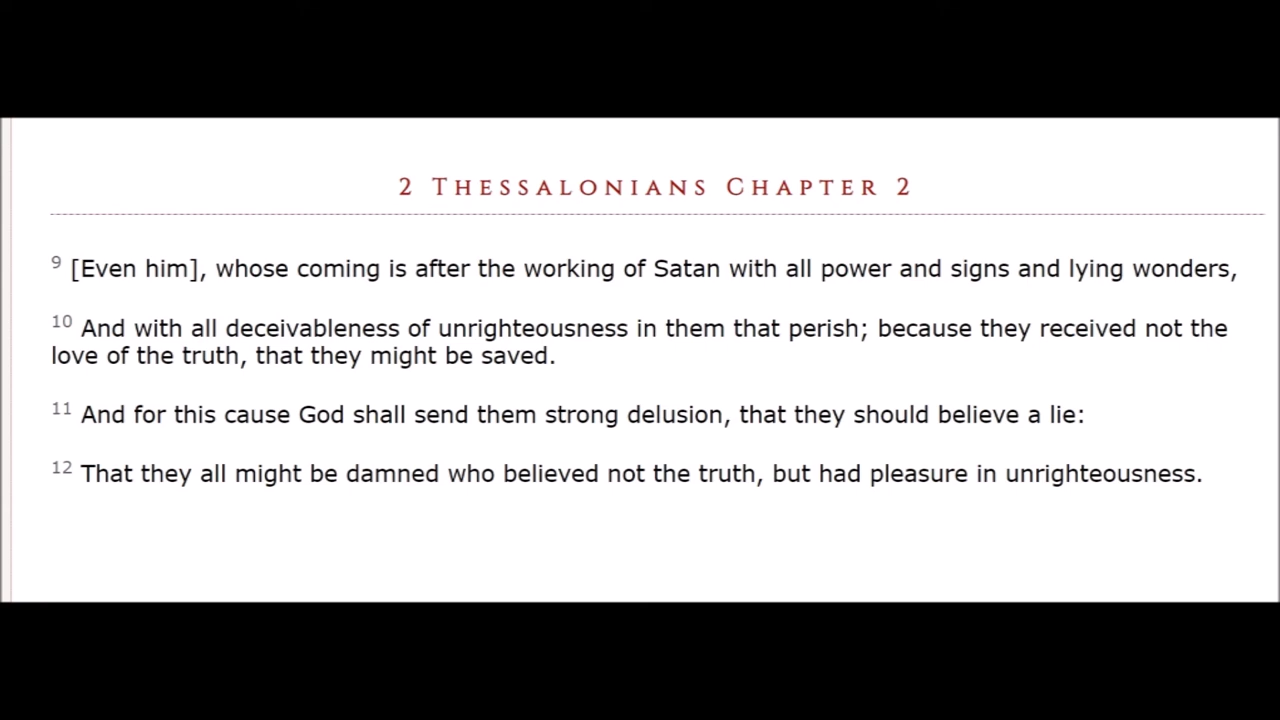 2 Thessalonians Chapter 2
9 [Even him], whose coming is after the working of Satan with all power and signs and lying wonders,
10 And with all deceivableness of unrighteousness in them that perish; because they received not the
love of the truth, that they might be saved.
11 And for this cause God shall send them strong delusion, that they should believe a lie:
12 That they all might be damned who believed not the truth, but had pleasure in unrighteousness.